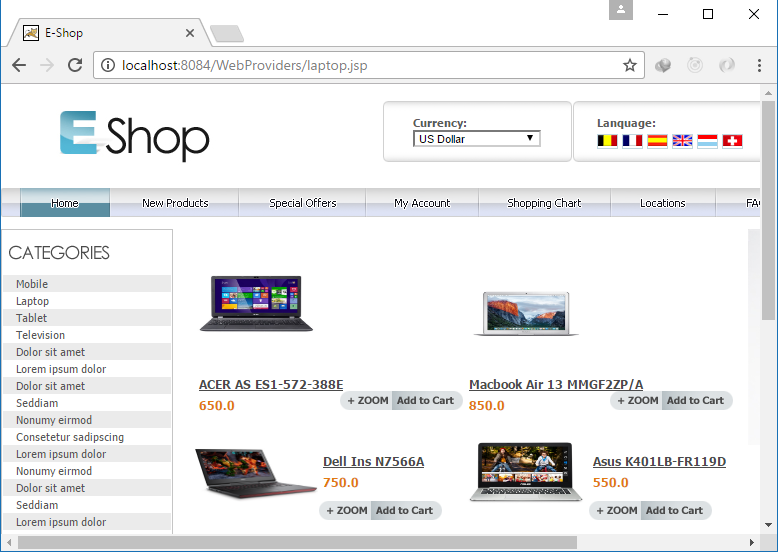 E-Shop
localhost:8084/WebProviders/laptop.jsp
E Shop
Currency:
US Dollar
Language:
Home
New Products
Special Offers
My Account
Shopping Chart
Locations
FAQ
CATEGORIES
Mobile
Laptop
Tablet
Television
Dolor sit amet
Lorem ipsum dolor
Dolor sit amet
Seddiam
Nonumy eirmod
Consetetur sadipscing
Lorem ipsum dolor
Nonumy eirmod
Dolor sit amet
Seddiam
Lorem ipsum dolor
ACER AS ES1-572-388E
650.0
+ ZOOM Add to Cart
Macbook Air 13 MMGF2ZP/A
850.0
+ ZOOM Add to Cart
Dell Ins N7566A
750.0
+ ZOOM Add to Cart
Asus K401LB-FR119D
550.0
+ ZOOM Add to Cart